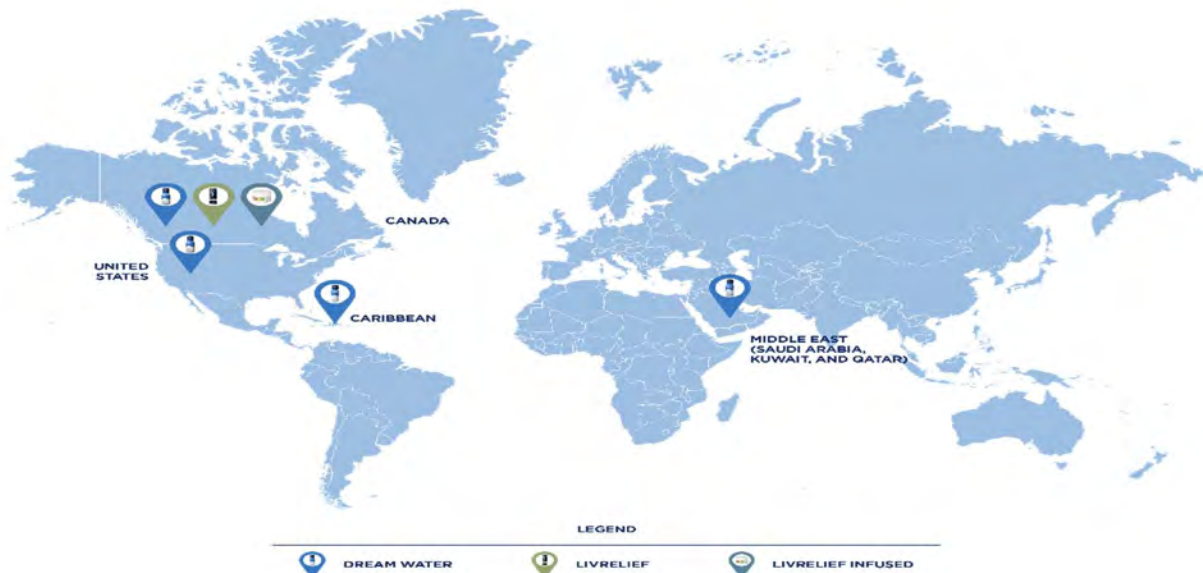 CANADA
UNITED
STATES
CARIBBEAN
MIDDLE EAST
(SAUDI ARABIA,
KUWAIT, AND QATAR)
LEGEND
DREAM WATER
LIVRELIEF
LIVRELIEF INFUSED